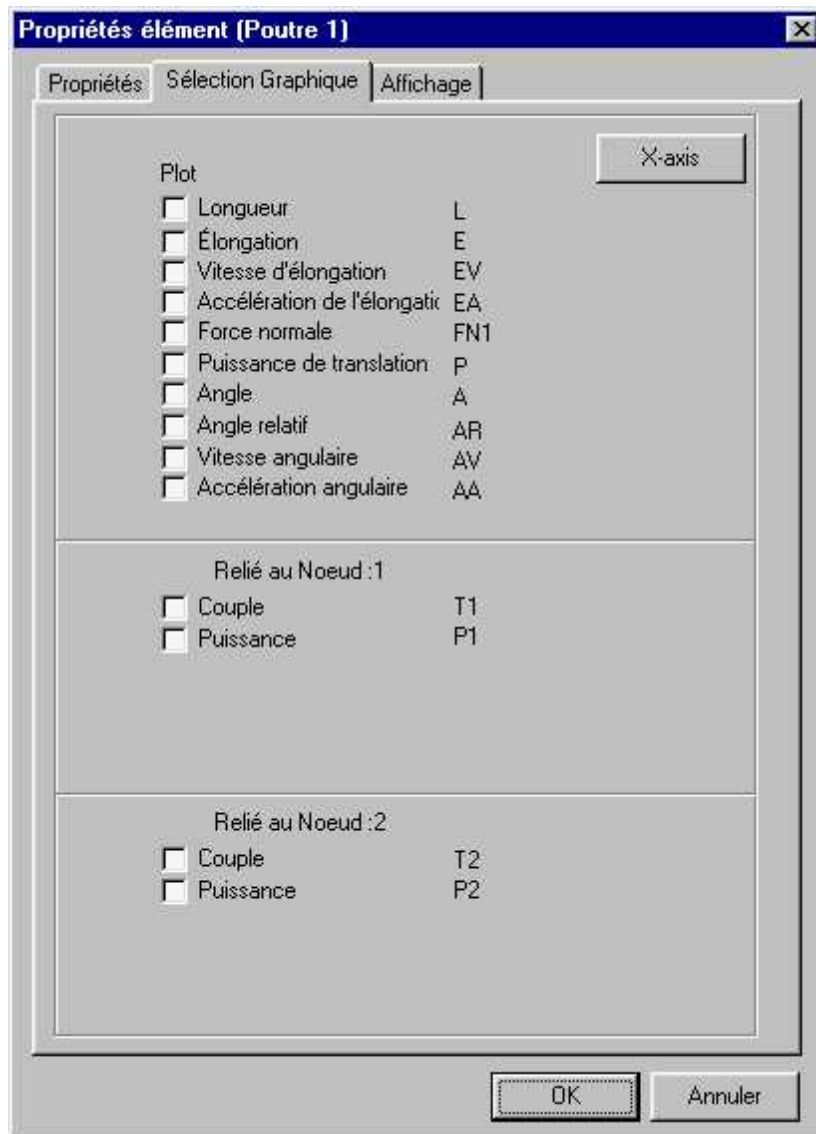 Propriétés élément (Poutre 1)
Propriétés Sélection Graphique Affichage
X-axis
Plot
Longueur L
Élongation E
Vitesse d'élongation EV
Accélération de l'élongatic EA
Force normale FN1
Puissance de translation P
Angle A
Angle relatif AR
Vitesse angulaire AV
Accélération angulaire AA
Relié au Noeud :1
Couple T1
Puissance P1
Relié au Noeud :2
Couple T2
Puissance P2
OK Annuler